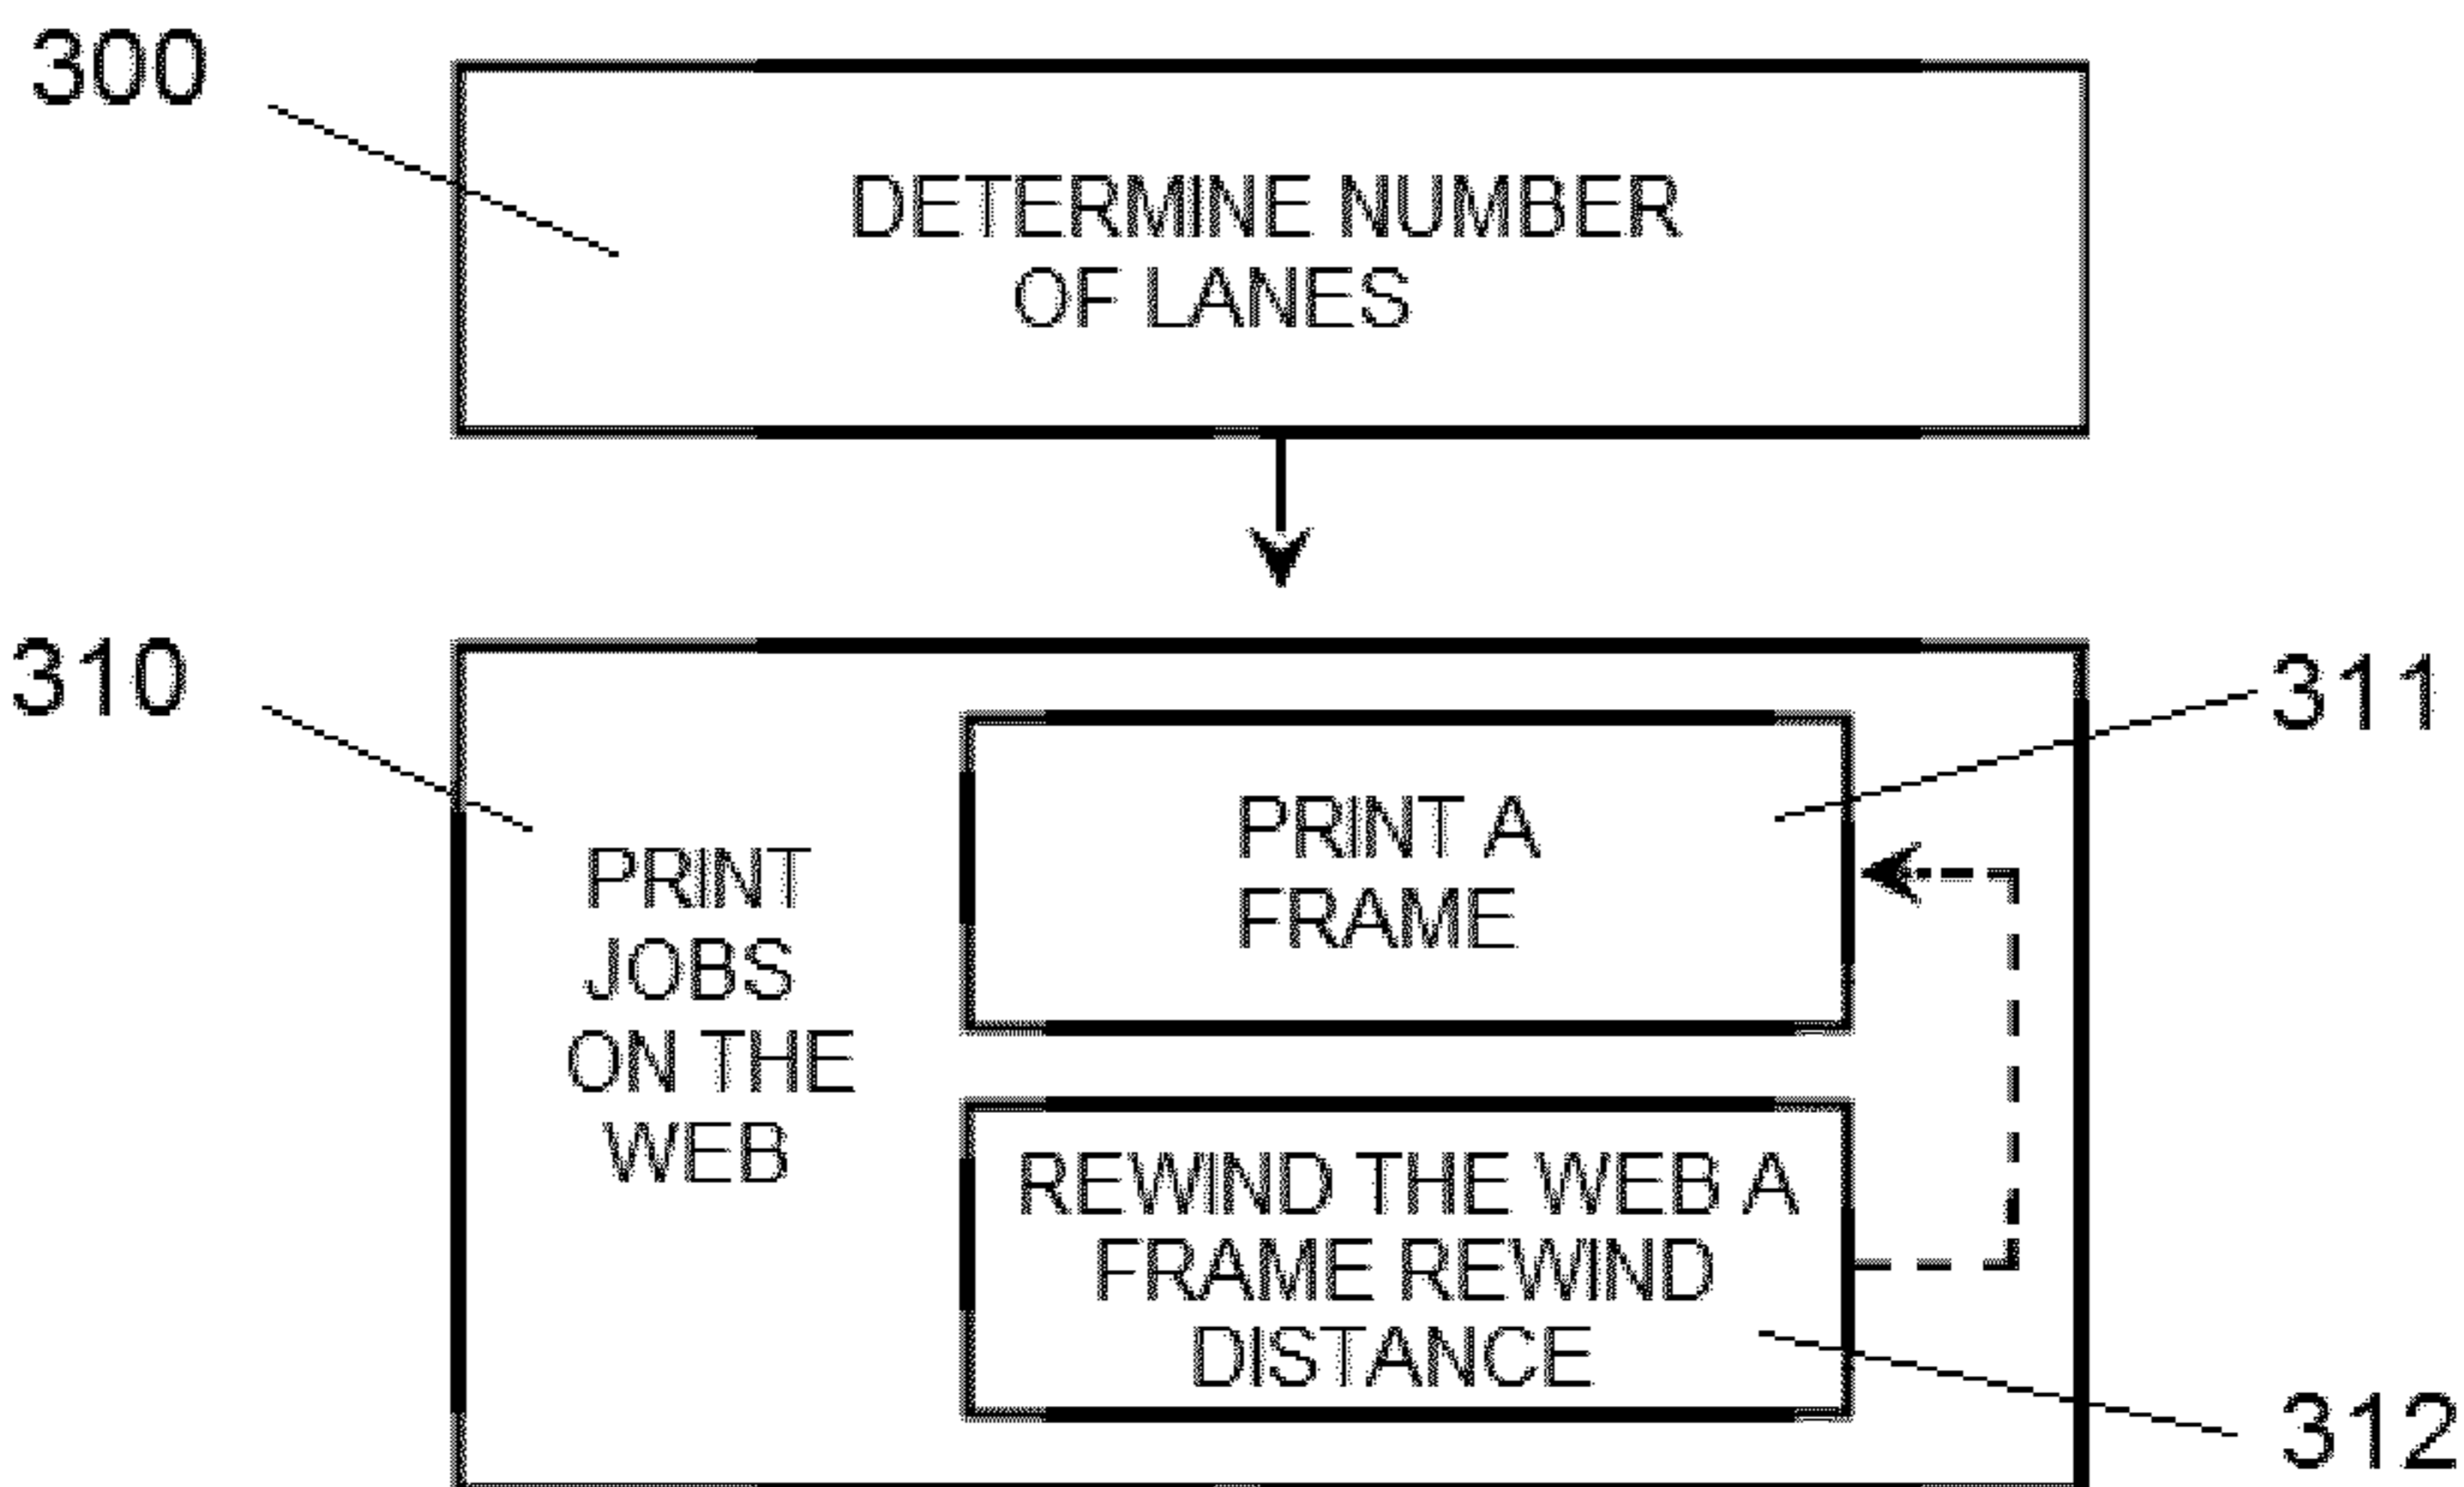 300
DETERMINE NUMBER
OF LANES
310
PRINT
JOBS
ON THE
WEB
311
PRINT A
FRAME
REWIND THE WEB A
FRAME REWIND
DISTANCE
312